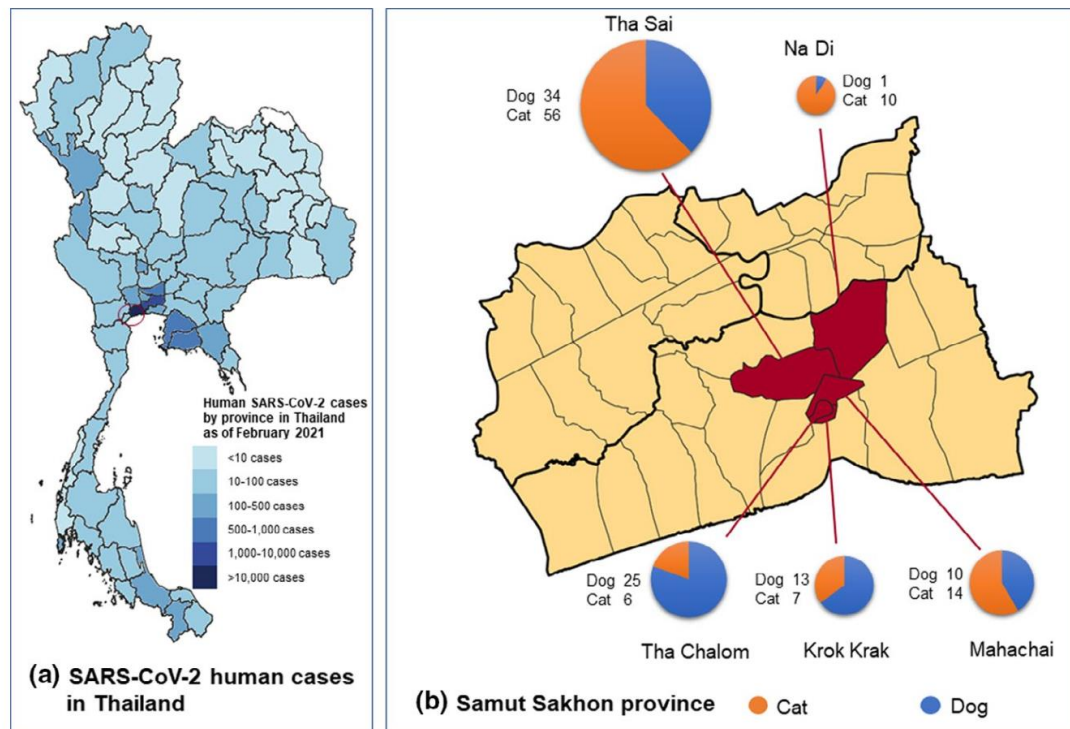 Human SARS-CoV-2 cases
by province in Thailand
as of February 2021
<10 cases
10-100 cases
100-500 cases
500-1,000 cases
1,000-10,000 cases
>10,000 cases
(a) SARS-CoV-2 human cases
in Thailand
Tha Sai
Dog 34
Cat 56
Na Di
Dog 1
Cat 10
Dog 25
Cat 6
Tha Chalom
Dog 13
Cat 7
Krok Krak
Dog 10
Cat 14
Mahachai
(b) Samut Sakhon province
Cat
Dog